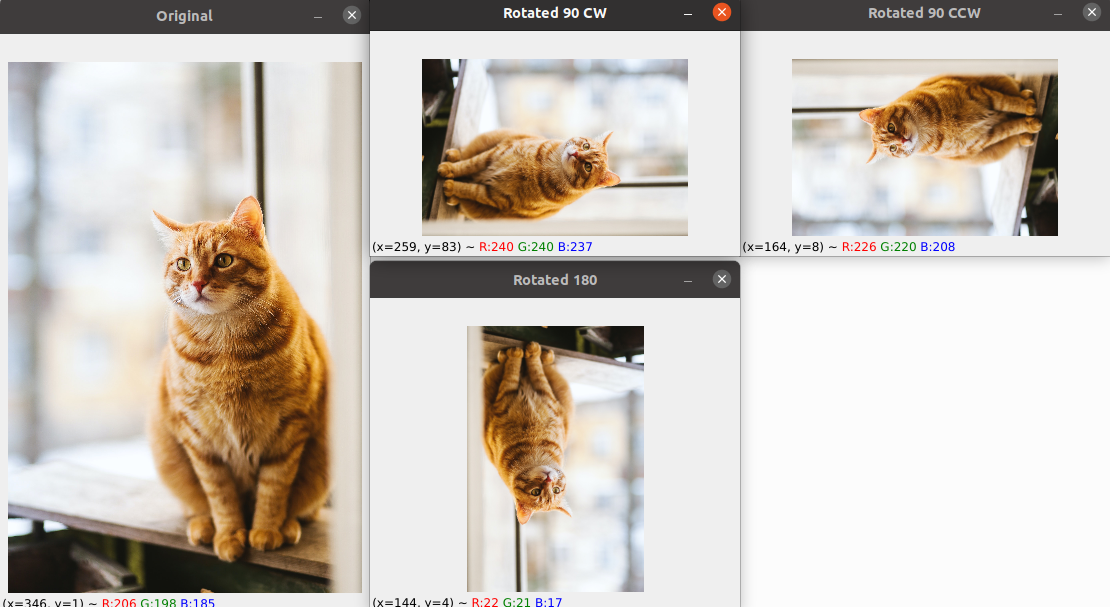 Original
(x=346, y=1) ~ R:206 G:198 B:185
Rotated 90 CW
(x=259, y=83) ~ R:240 G:240 B:237
Rotated 90 CCW
(x=164, y=8) ~ R:226 G:220 B:208
Rotated 180
(x=144, y=4) ~ R:22 G:21 B:17